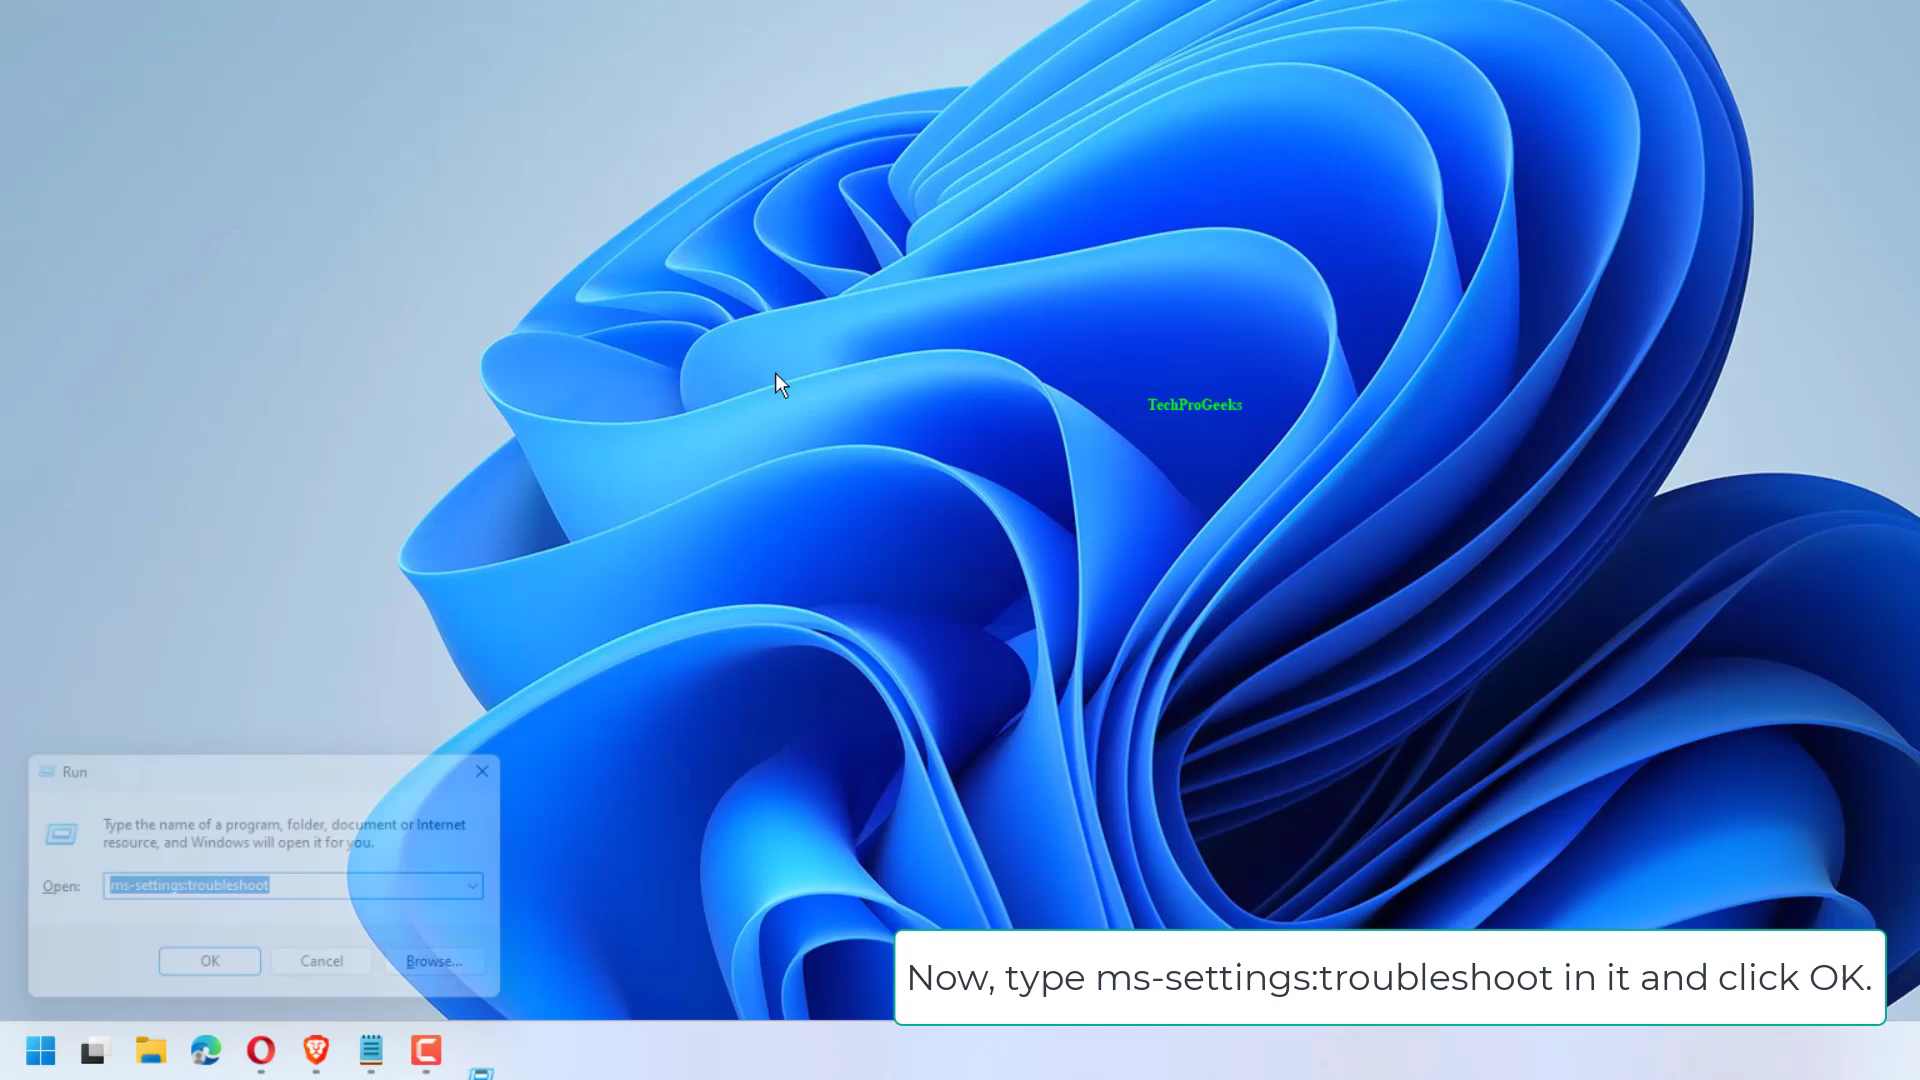 TechProGeeks
Run
Type the name of a program, folder, document or Internet
resource, and Windows will open it for you.
Open:
ms-settings:troubleshoot
OK
Cancel
Browse...
Now, type ms-settings:troubleshoot in it and click OK.